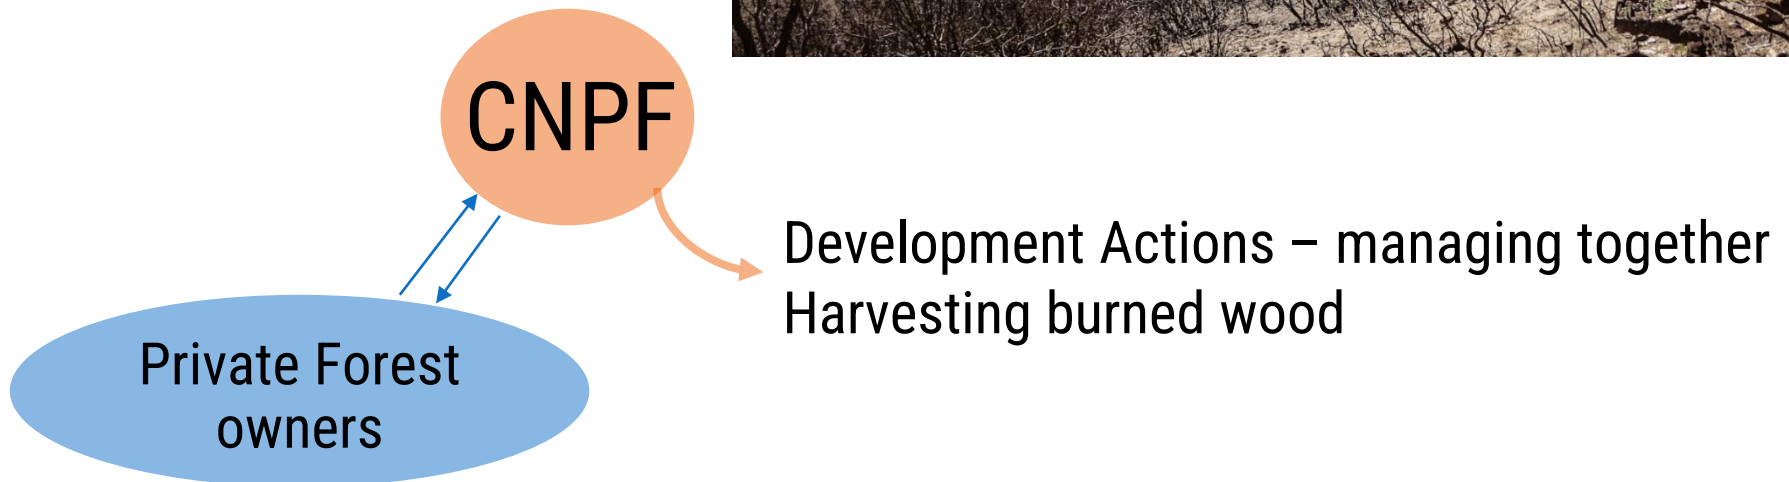 CNPF
Development Actions – managing together
Harvesting burned wood
Private Forest
owners